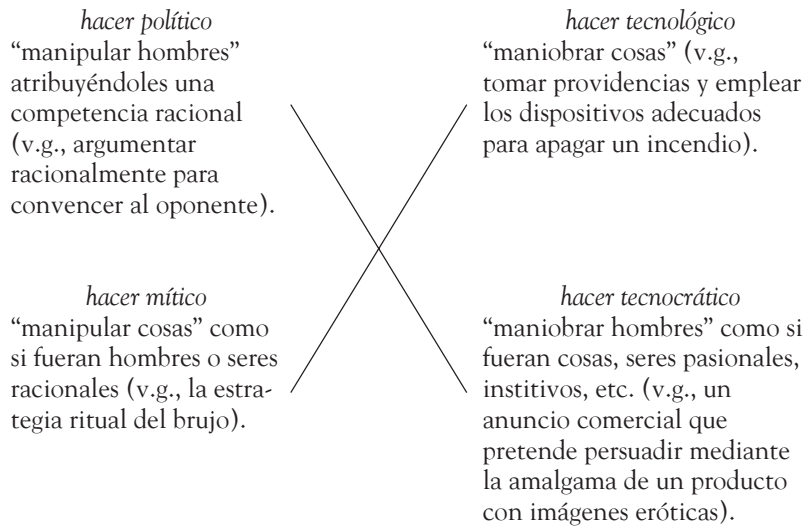 hacer político
“manipular hombres”
atribuyéndoles una
competencia racional
(v.g., argumentar
racionalmente para
convencer al oponente).
hacer tecnológico
“maniobrar cosas” (v.g.,
tomar providencias y emplear
los dispositivos adecuados
para apagar un incendio).
hacer mítico
“manipular cosas” como
si fueran hombres o seres
racionales (v.g., la estra-
tegia ritual del brujo).
hacer tecnocrático
“maniobrar hombres” como si
fueran cosas, seres pasionales,
institivos, etc. (v.g., un
anuncio comercial que
pretende persuadir mediante
la amalgama de un producto
con imágenes eróticas).